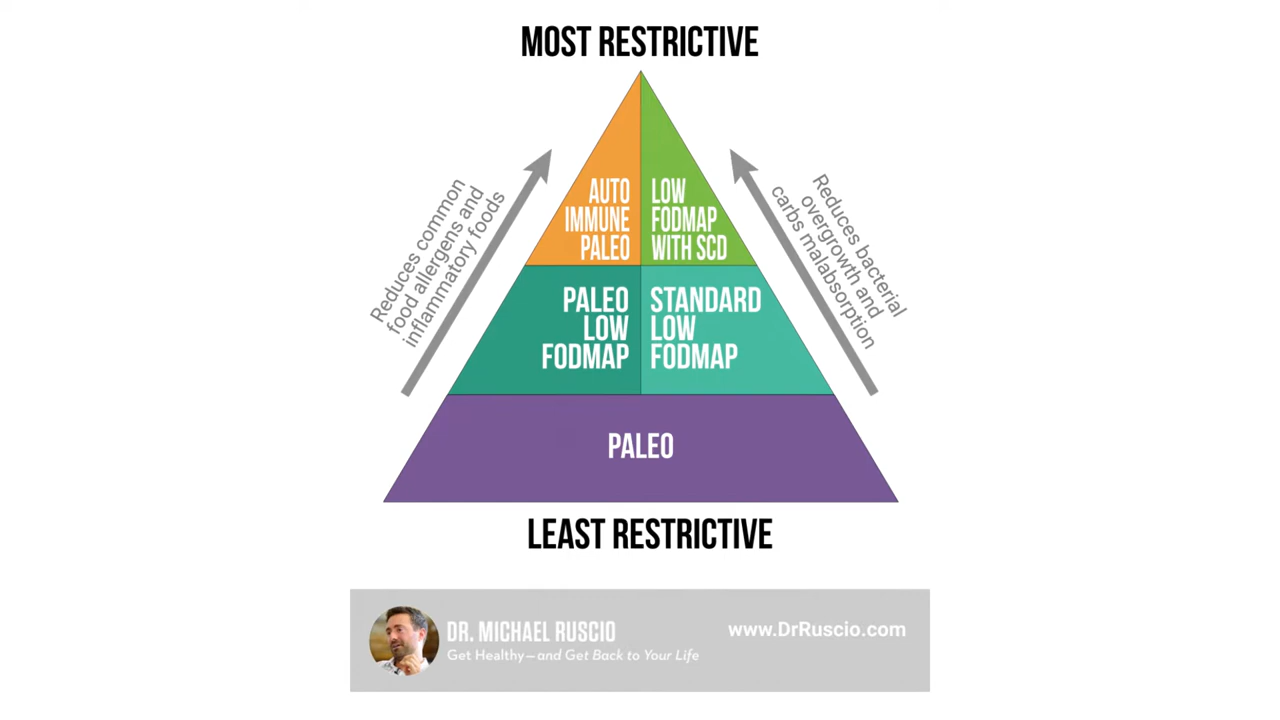 MOST RESTRICTIVE
Reduces common
food allergens and
inflammatory foods
Reduces bacterial
overgrowth and
carbs malabsorption
AUTO
IMMUNE
PALEO
LOW
FODMAP
WITH SCD
PALEO
LOW
FODMAP
STANDARD
LOW
FODMAP
PALEO
LEAST RESTRICTIVE
DR. MICHAEL RUSCIO
Get Healthy—and Get Back to Your Life
www.DrRuscio.com